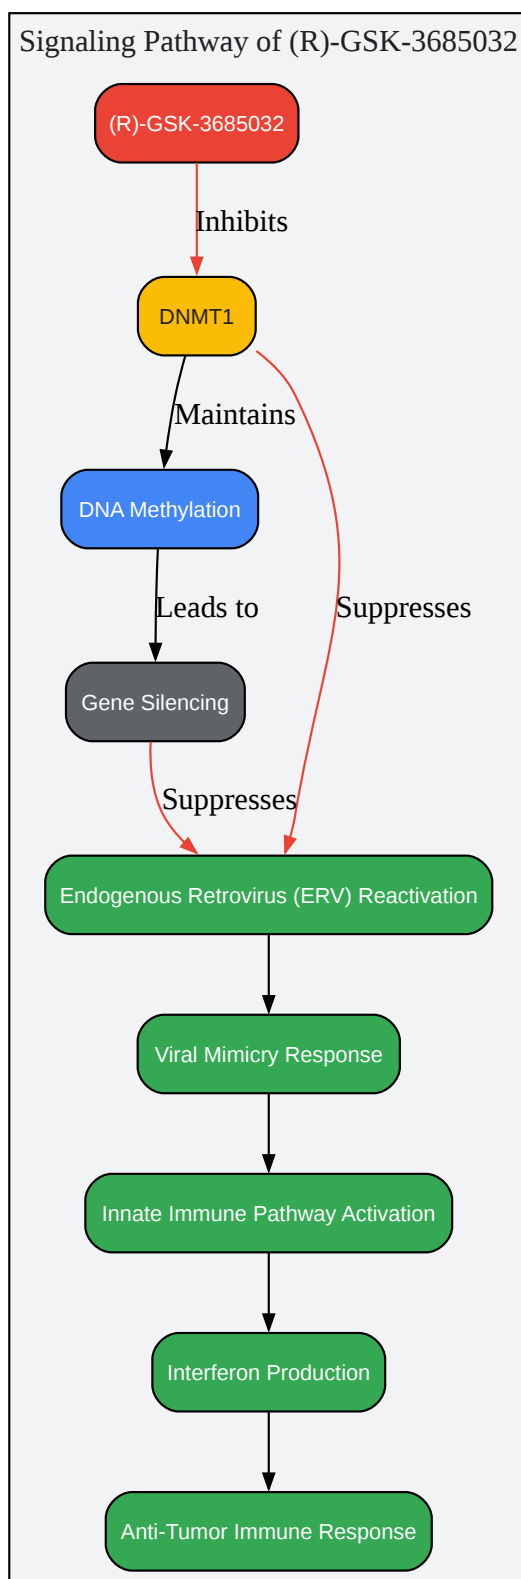 Signaling Pathway of (R)-GSK-3685032
(R)-GSK-3685032
Inhibits
DNMT1
Maintains
DNA Methylation
Leads to
Suppresses
Gene Silencing
Suppresses
Endogenous Retrovirus (ERV) Reactivation
Viral Mimicry Response
Innate Immune Pathway Activation
Interferon Production
Anti-Tumor Immune Response